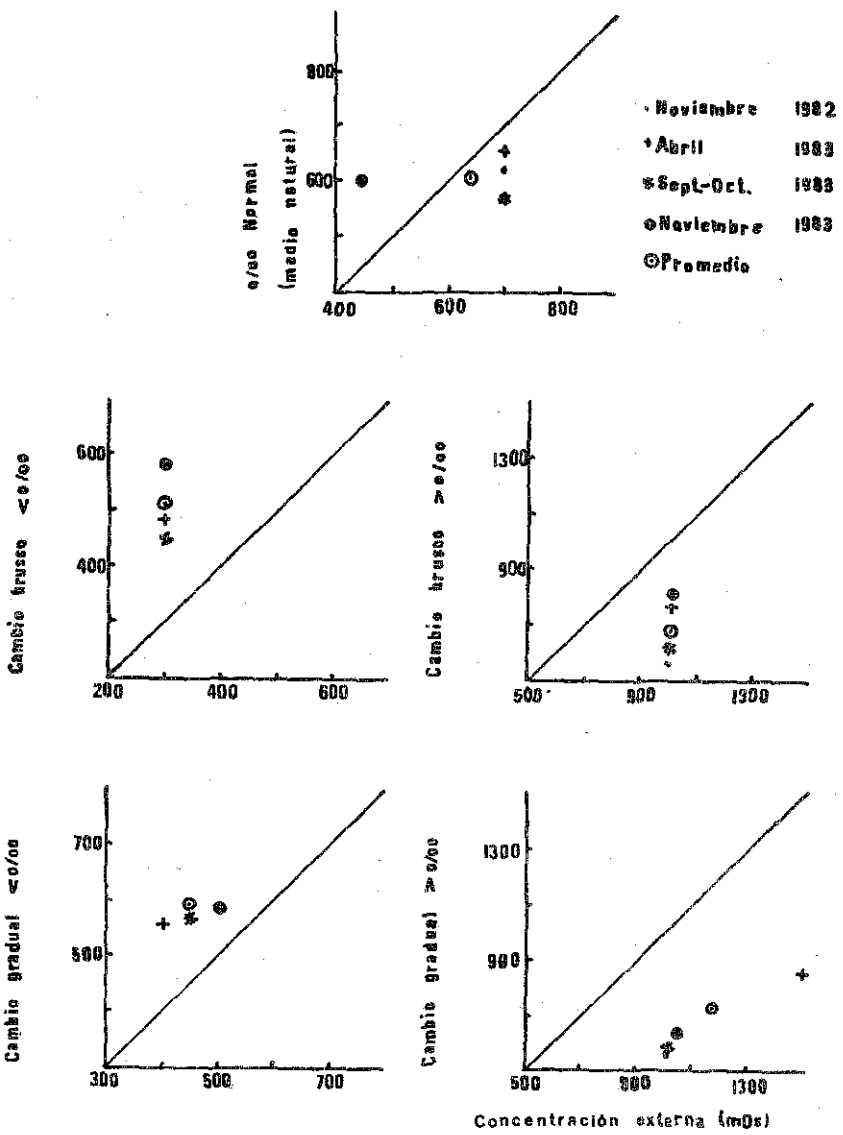 o/oo Normal
(medio natural)
800
600
400 600 800
· Noviembre 1982
+ Abril 1983
* Sept-Oct. 1983
Noviembre 1983
⊙ Promedio
Cambio brusco <o/oo
600
400
200 400 600
Cambio brusco >o/oo
1300
900
500 900 1300
Cambio gradual <o/oo
700
500
300 500 700
Cambio gradual >o/oo
1300
900
500 900 1300
Concentración externa (mOs)